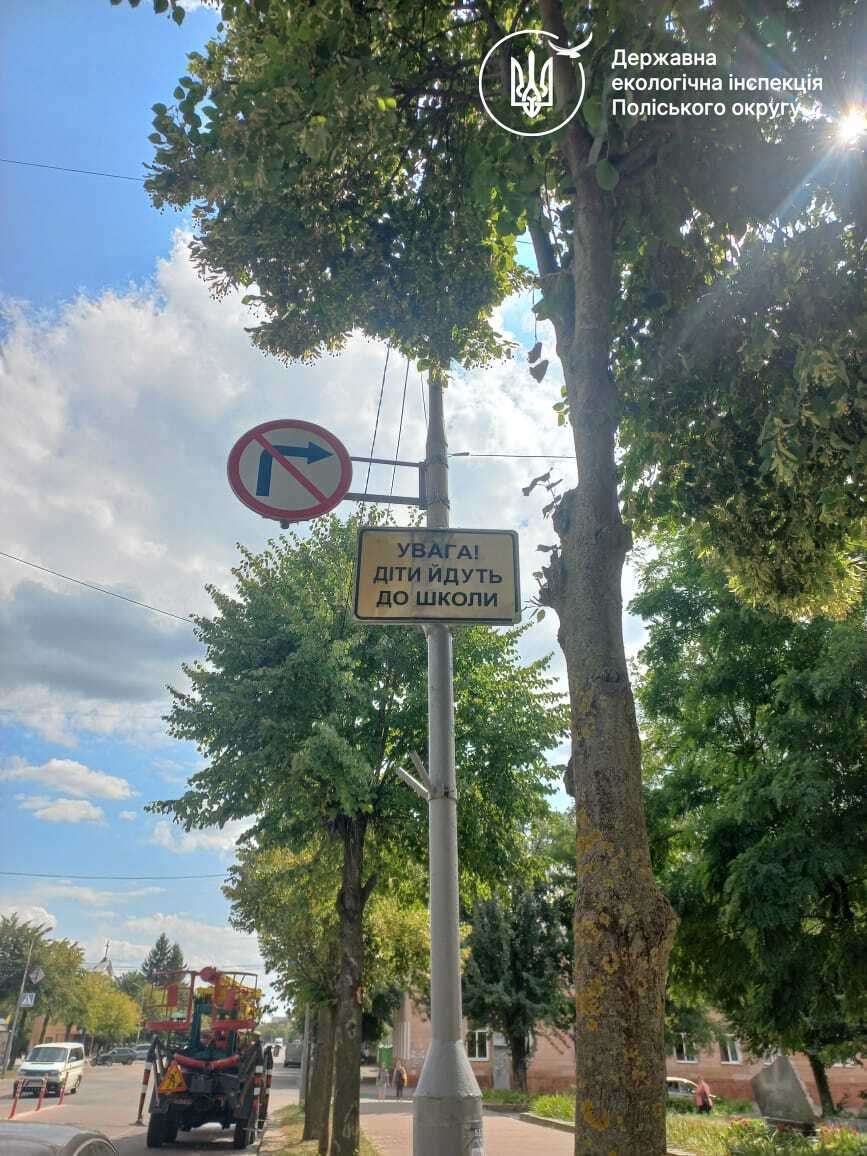 Державна
екологічна інспекція
Поліського округу
УВАГА!
ДІТИ ЙДУТЬ
ДО ШКОЛИ